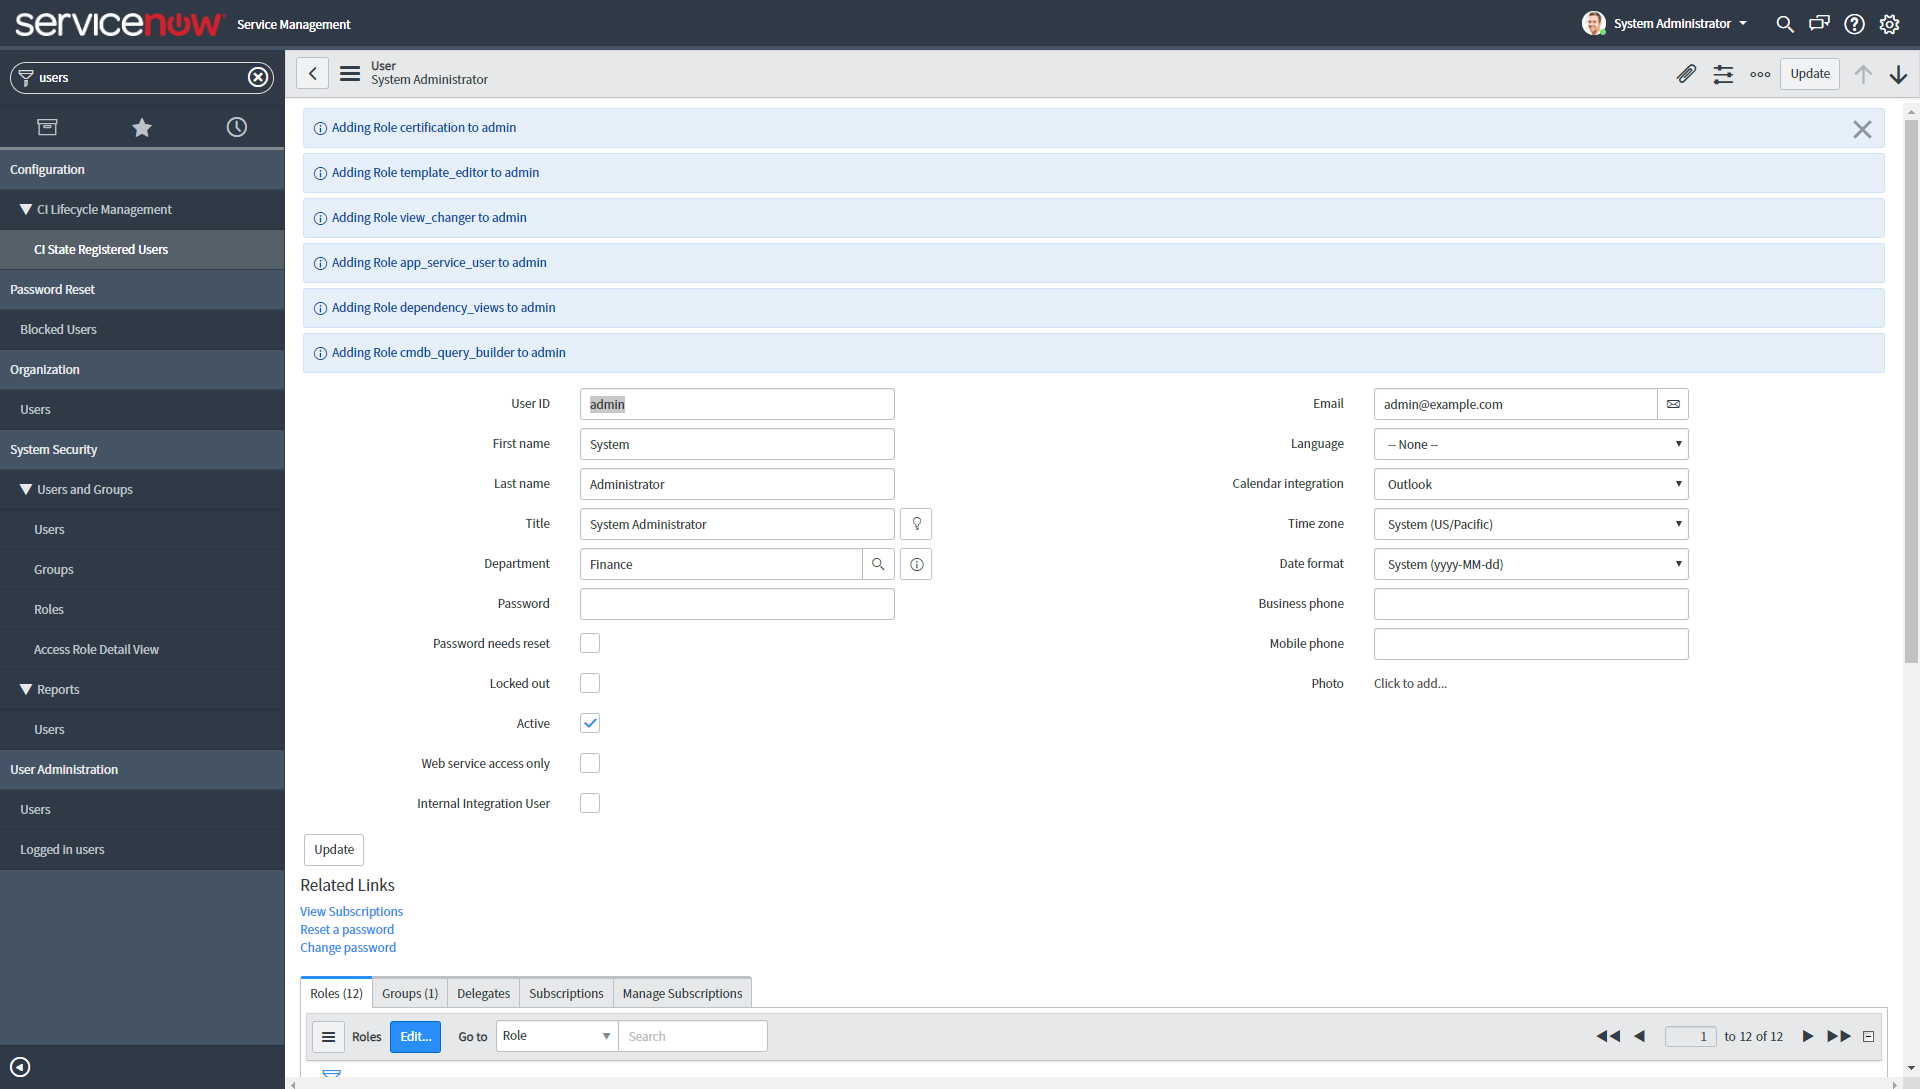 servicenow Service Management
System Administrator
users
Configuration
CI Lifecycle Management
CI State Registered Users
Password Reset
Blocked Users
Organization
Users
System Security
Users and Groups
Users
Groups
Roles
Access Role Detail View
Reports
Users
User Administration
Users
Logged in users
User
System Administrator
Update
Adding Role certification to admin
Adding Role template_editor to admin
Adding Role view_changer to admin
Adding Role app_service_user to admin
Adding Role dependency_views to admin
Adding Role cmdb_query_builder to admin
User ID admin
First name System
Last name Administrator
Title System Administrator
Department Finance
Password
Password needs reset
Locked out
Active
Web service access only
Internal Integration User
Email admin@example.com
Language -- None --
Calendar integration Outlook
Time zone System (US/Pacific)
Date format System (yyyy-MM-dd)
Business phone
Mobile phone
Photo Click to add...
Update
Related Links
View Subscriptions
Reset a password
Change password
Roles (12) Groups (1) Delegates Subscriptions Manage Subscriptions
Roles Edit... Go to Role Search 1 to 12 of 12